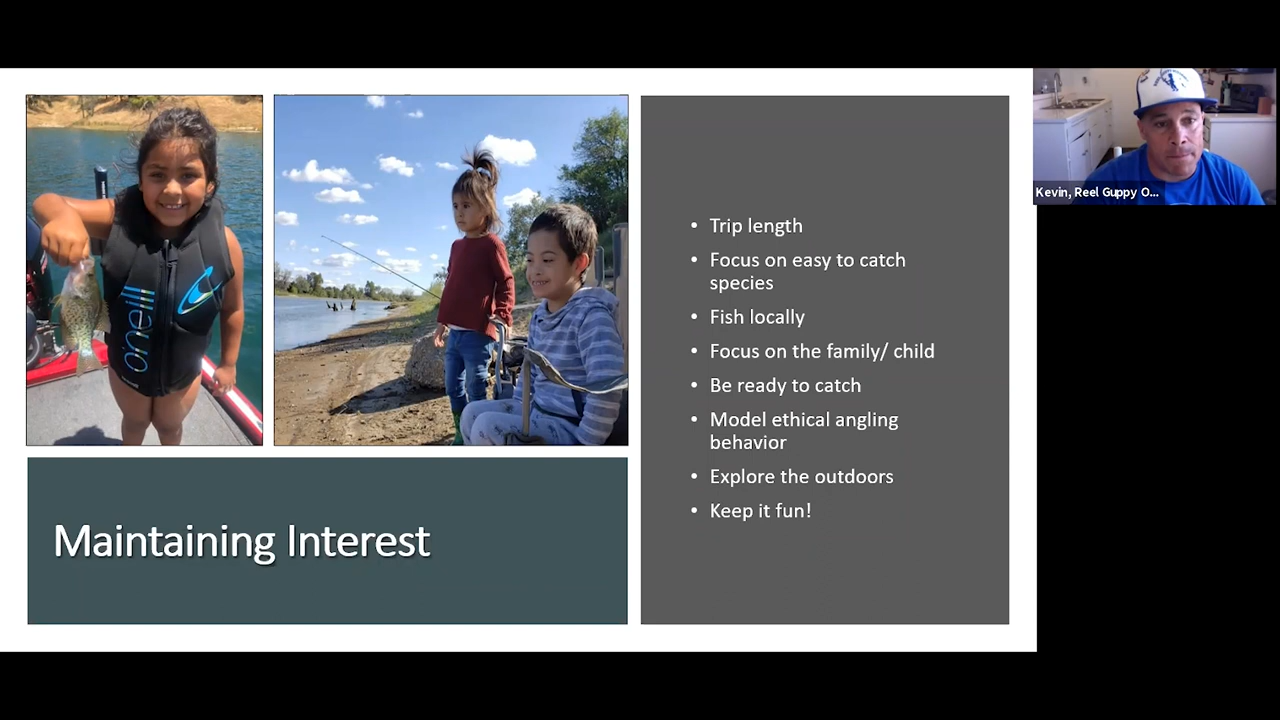 oneill
Maintaining Interest
• Trip length
• Focus on easy to catch
species
• Fish locally
• Focus on the family/ child
• Be ready to catch
• Model ethical angling
behavior
• Explore the outdoors
• Keep it fun!
Kevin, Reel Guppy O...